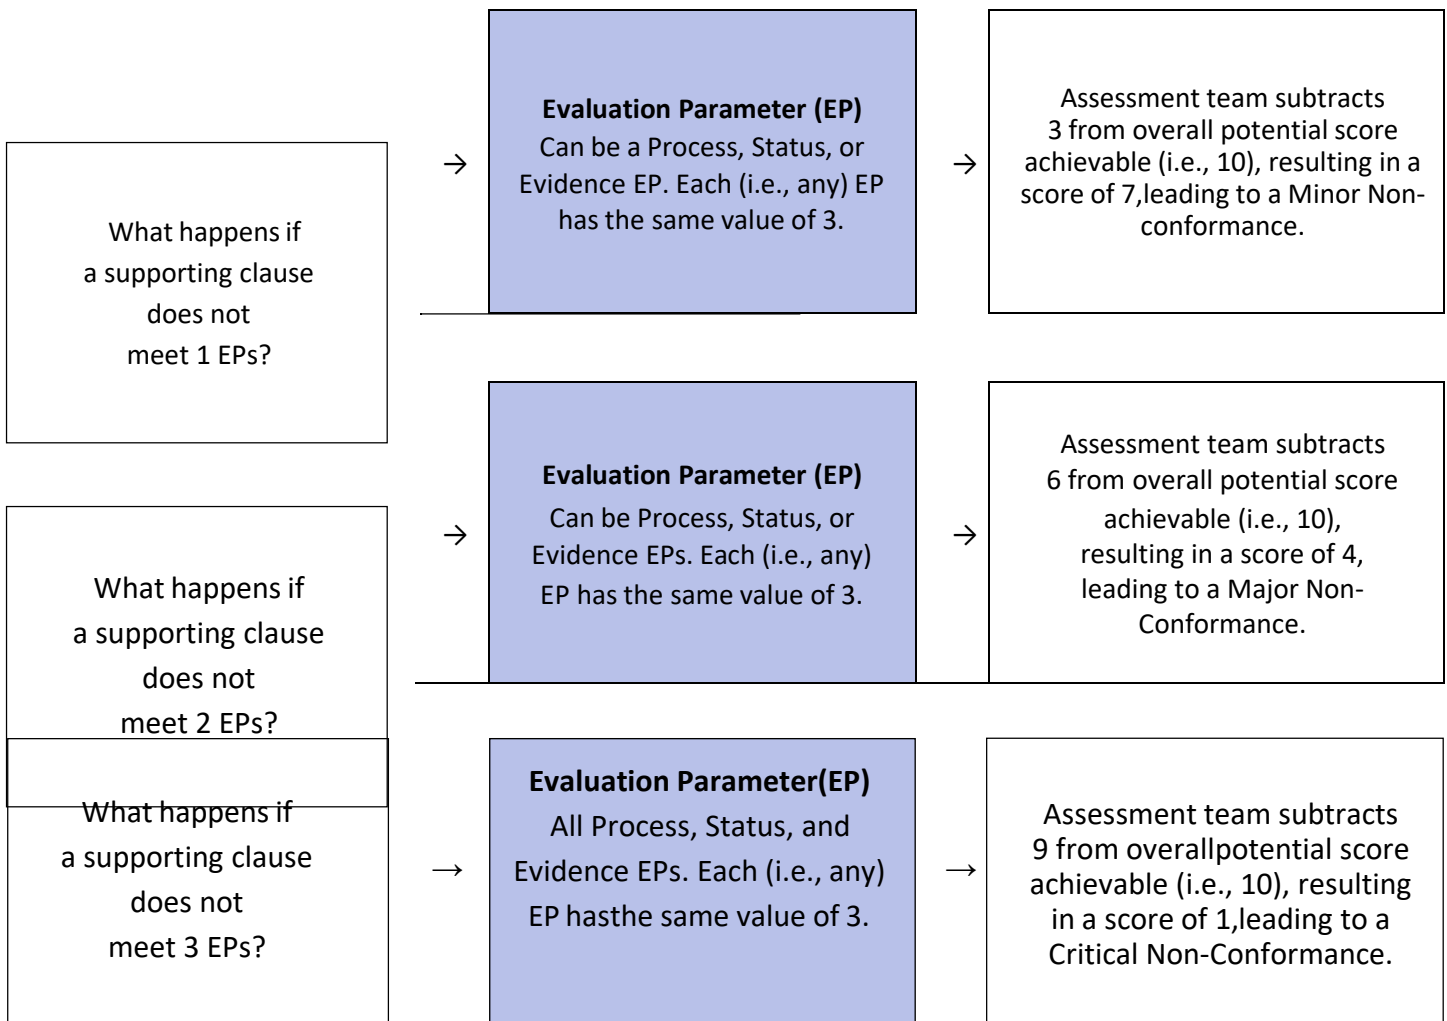 What happens if
a supporting clause
does not
meet 1 EPs?
→
Evaluation Parameter (EP)
Can be a Process, Status, or
Evidence EP. Each (i.e., any) EP
has the same value of 3.
→
Assessment team subtracts
3 from overall potential score
achievable (i.e., 10), resulting in a
score of 7,leading to a Minor Non-
conformance.
What happens if
a supporting clause
does not
meet 2 EPs?
→
Evaluation Parameter (EP)
Can be Process, Status, or
Evidence EPs. Each (i.e., any)
EP has the same value of 3.
→
Assessment team subtracts
6 from overall potential score
achievable (i.e., 10),
resulting in a score of 4,
leading to a Major Non-
Conformance.
What happens if
a supporting clause
does not
meet 3 EPs?
→
Evaluation Parameter(EP)
All Process, Status, and
Evidence EPs. Each (i.e., any)
EP hasthe same value of 3.
→
Assessment team subtracts
9 from overallpotential score
achievable (i.e., 10), resulting
in a score of 1,leading to a
Critical Non-Conformance.